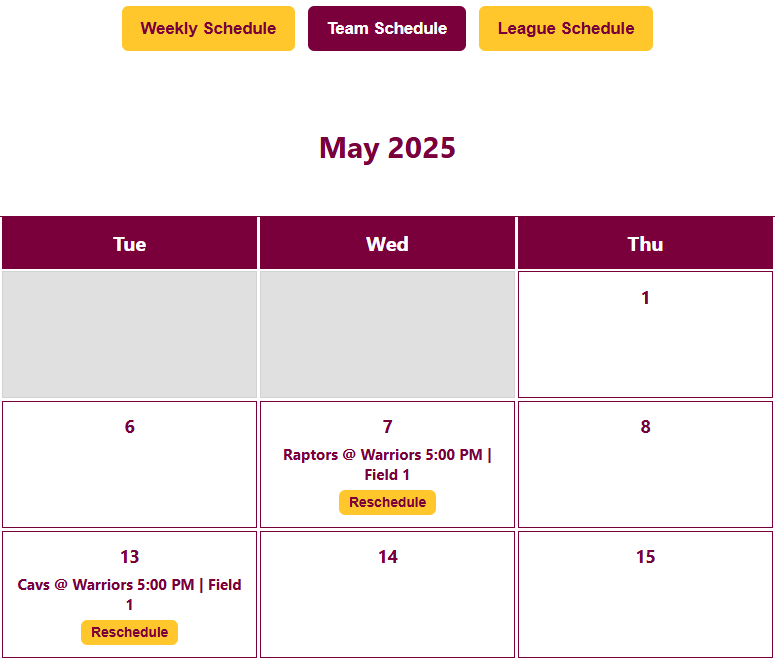 Weekly Schedule
Team Schedule
League Schedule
May 2025
Tue
Wed
Thu
1
6
7
Raptors @ Warriors 5:00 PM |
Field 1
Reschedule
8
13
Cavs @ Warriors 5:00 PM | Field
1
Reschedule
14
15